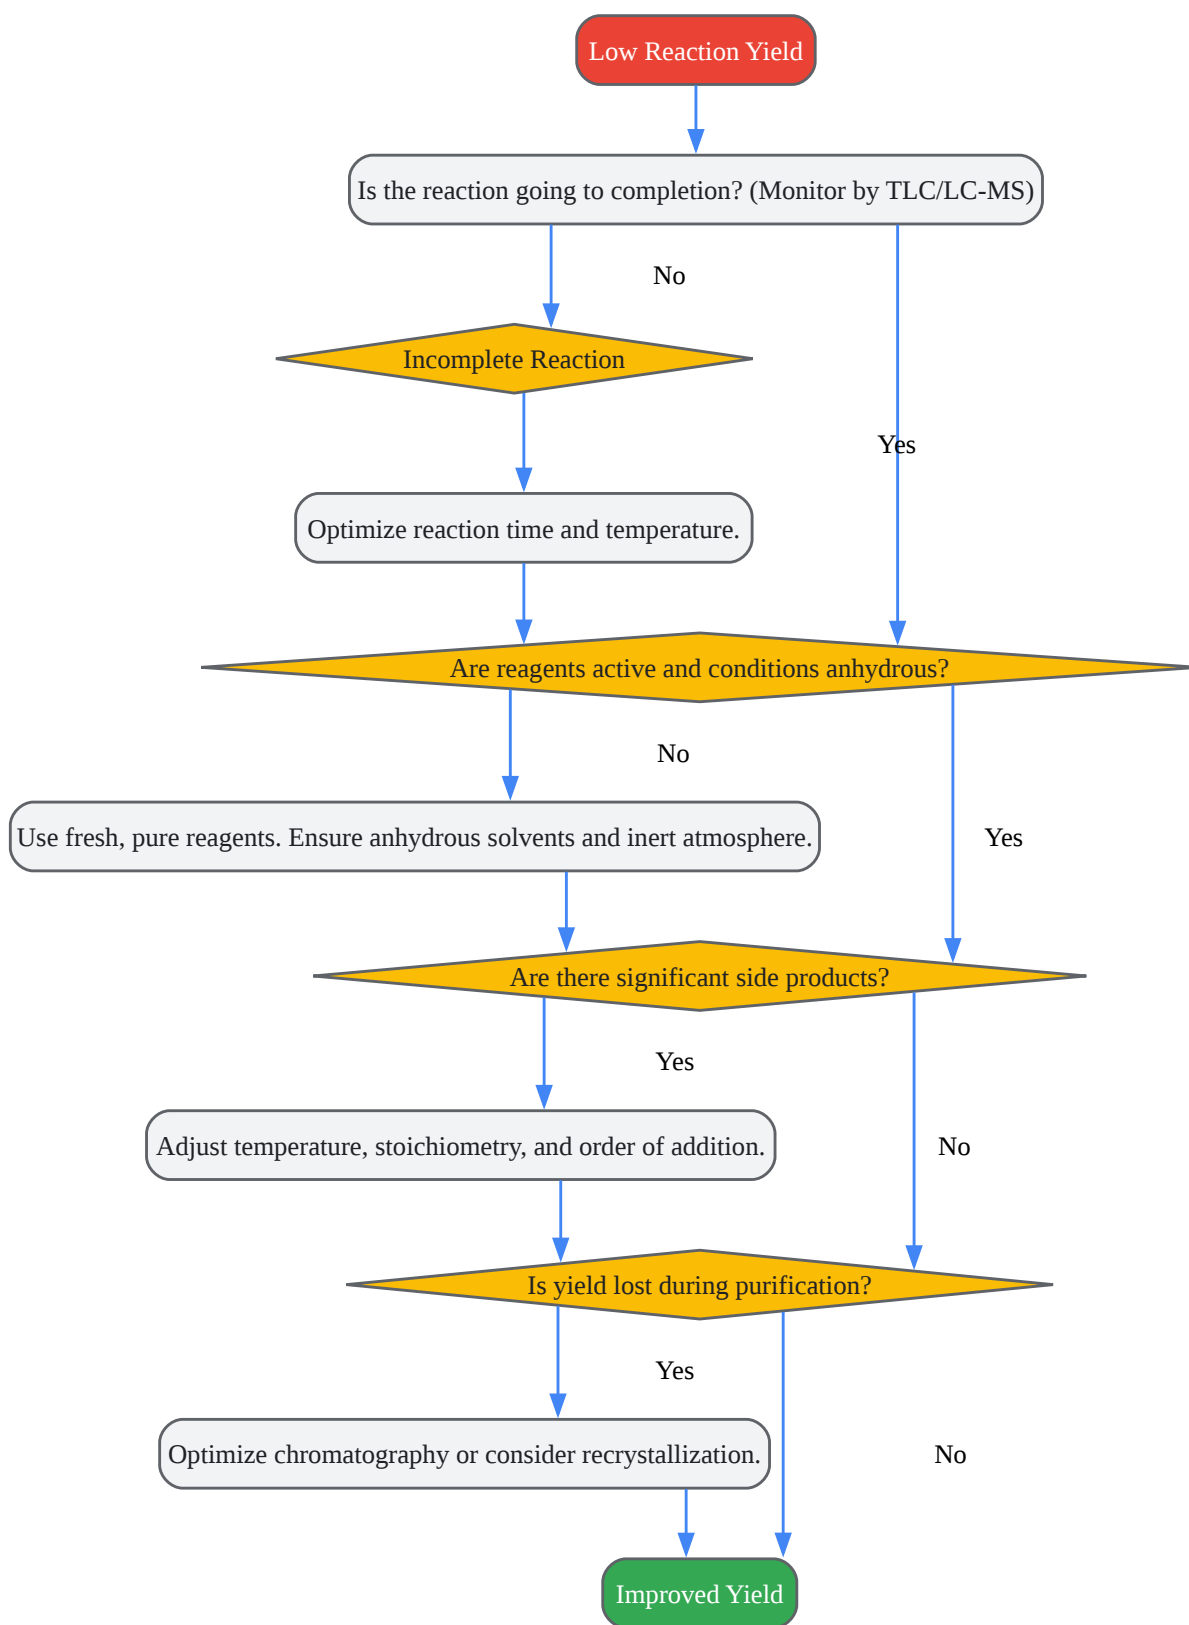 Low Reaction Yield
Is the reaction going to completion? (Monitor by TLC/LC-MS)
No
Incomplete Reaction
Yes
Optimize reaction time and temperature.
Are reagents active and conditions anhydrous?
No
Use fresh, pure reagents. Ensure anhydrous solvents and inert atmosphere.
Yes
Are there significant side products?
Yes
Adjust temperature, stoichiometry, and order of addition.
No
Is yield lost during purification?
Yes
Optimize chromatography or consider recrystallization.
No
Improved Yield